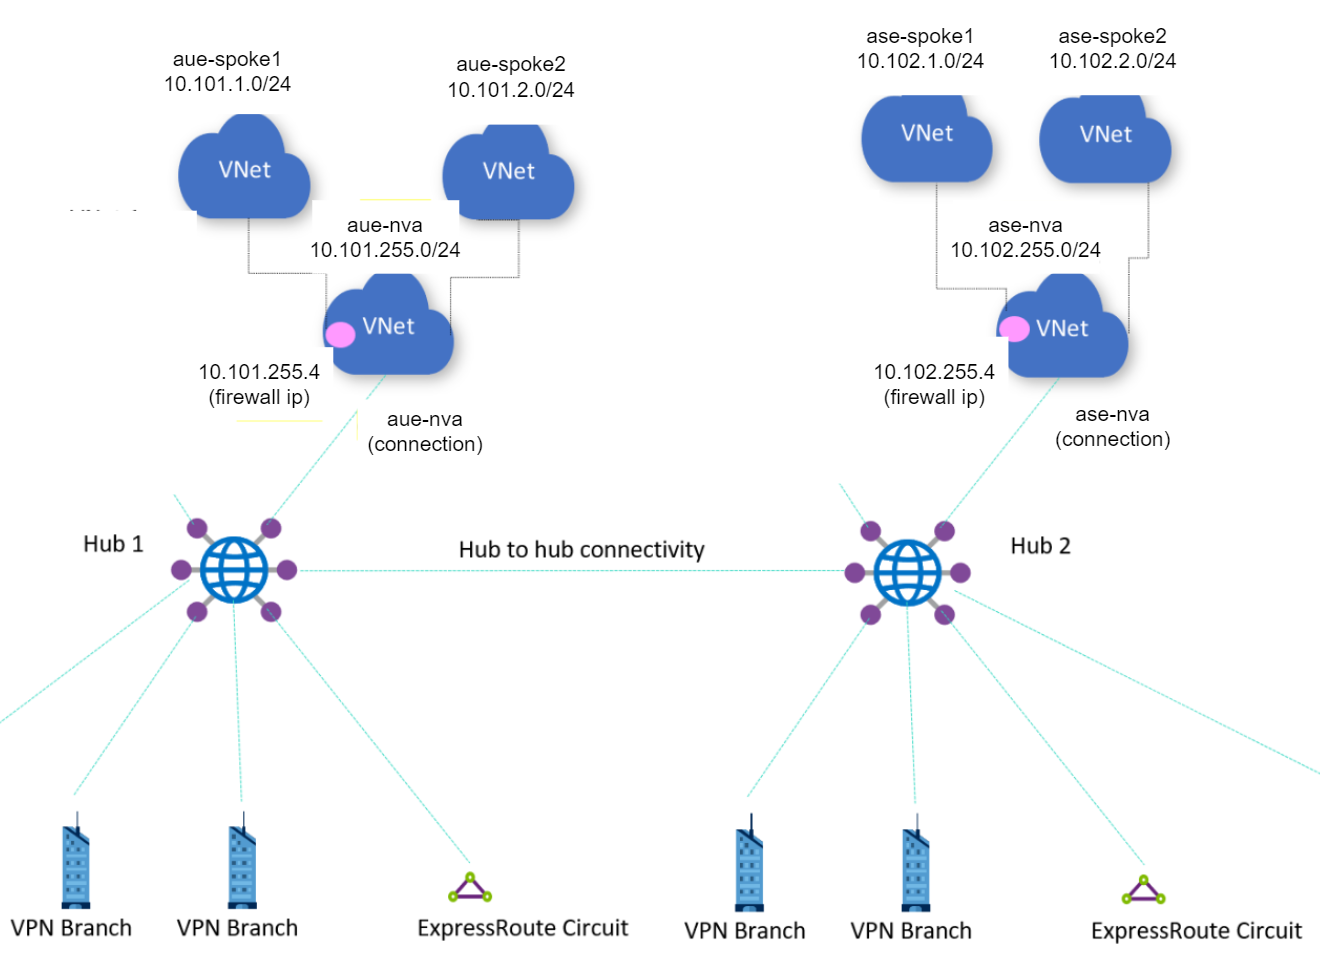 aue-spoke1
10.101.1.0/24
aue-spoke2
10.101.2.0/24
ase-spoke1
10.102.1.0/24
ase-spoke2
10.102.2.0/24
VNet
VNet
VNet
VNet
aue-nva
10.101.255.0/24
ase-nva
10.102.255.0/24
VNet
VNet
10.101.255.4
(firewall ip)
aue-nva
(connection)
10.102.255.4
(firewall ip)
ase-nva
(connection)
Hub 1
Hub to hub connectivity
Hub 2
VPN Branch
VPN Branch
ExpressRoute Circuit
VPN Branch
VPN Branch
ExpressRoute Circuit